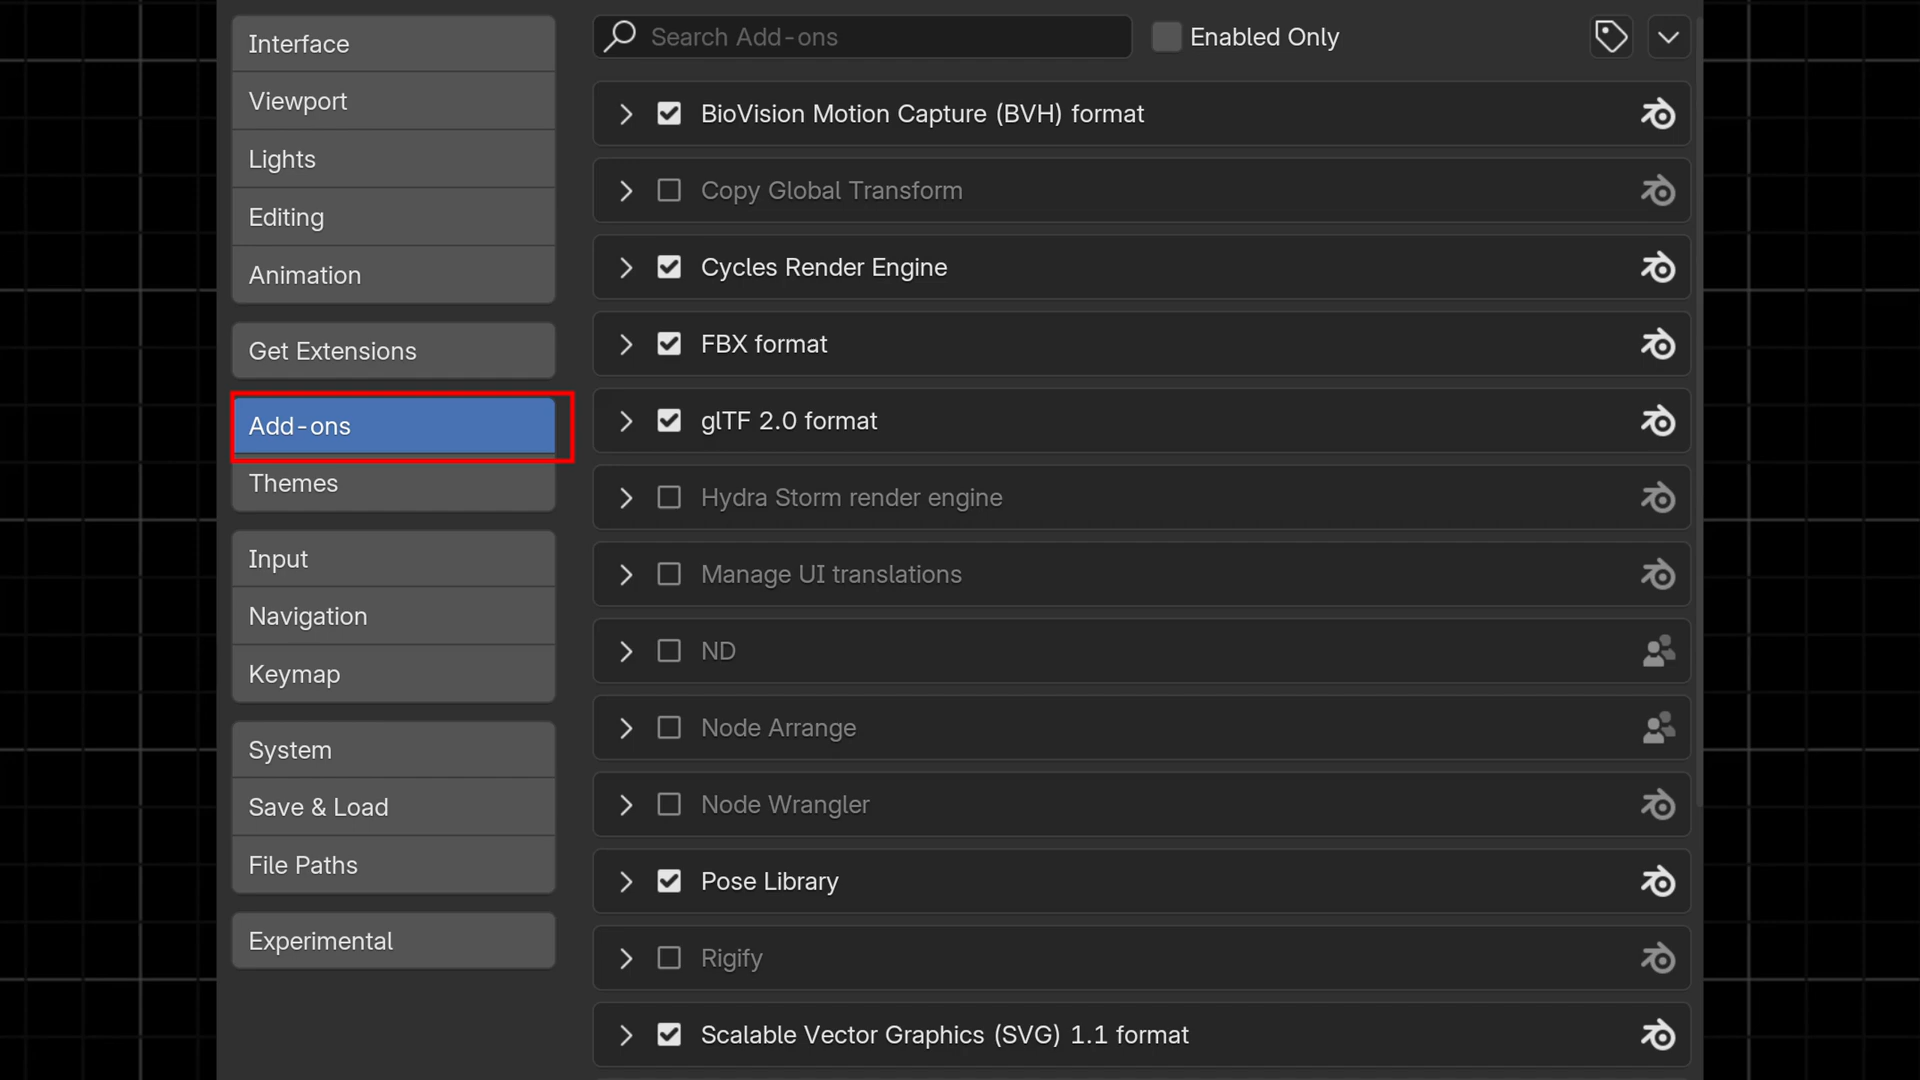 Interface
Viewport
Lights
Editing
Animation
Get Extensions
Add-ons
Themes
Input
Navigation
Keymap
System
Save & Load
File Paths
Experimental
Search Add-ons
Enabled Only
BioVision Motion Capture (BVH) format
Copy Global Transform
Cycles Render Engine
FBX format
glTF 2.0 format
Hydra Storm render engine
Manage UI translations
ND
Node Arrange
Node Wrangler
Pose Library
Rigify
Scalable Vector Graphics (SVG) 1.1 format